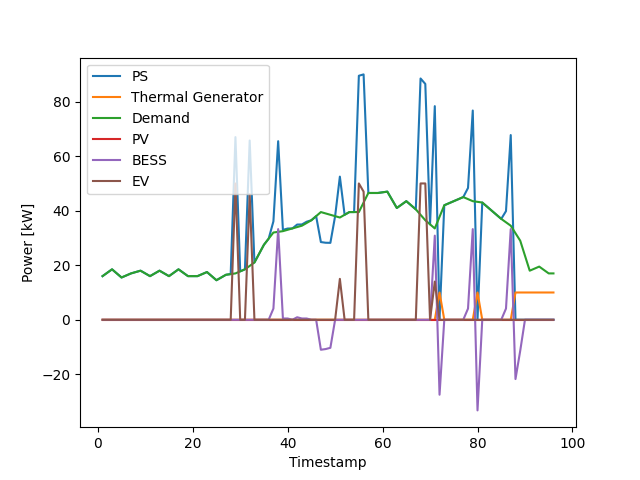 PS
Thermal Generator
Demand
PV
BESS
EV
Power [kW]
80
60
40
20
0
−20
0 20 40 60 80 100
Timestamp